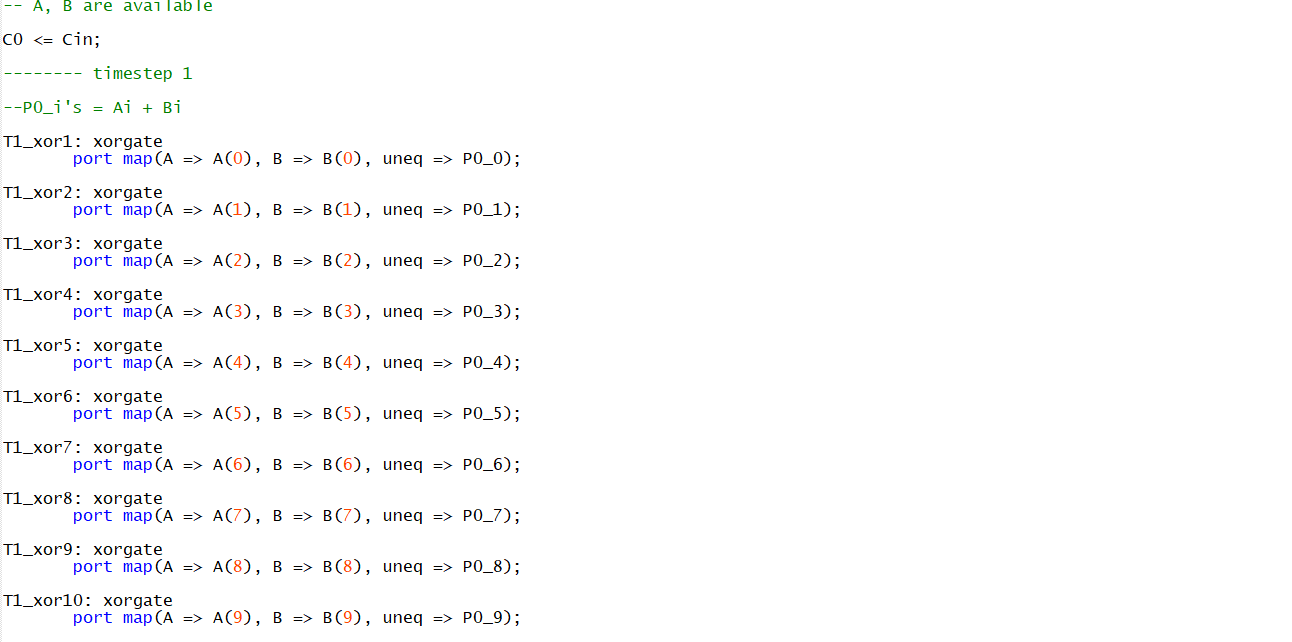 -- A, B are available
C0 <= Cin;
-------- timestep 1
--P0_i's = Ai + Bi
T1_xor1: xorgate
port map(A => A(0), B => B(0), uneq => P0_0);
T1_xor2: xorgate
port map(A => A(1), B => B(1), uneq => P0_1);
T1_xor3: xorgate
port map(A => A(2), B => B(2), uneq => P0_2);
T1_xor4: xorgate
port map(A => A(3), B => B(3), uneq => P0_3);
T1_xor5: xorgate
port map(A => A(4), B => B(4), uneq => P0_4);
T1_xor6: xorgate
port map(A => A(5), B => B(5), uneq => P0_5);
T1_xor7: xorgate
port map(A => A(6), B => B(6), uneq => P0_6);
T1_xor8: xorgate
port map(A => A(7), B => B(7), uneq => P0_7);
T1_xor9: xorgate
port map(A => A(8), B => B(8), uneq => P0_8);
T1_xor10: xorgate
port map(A => A(9), B => B(9), uneq => P0_9);